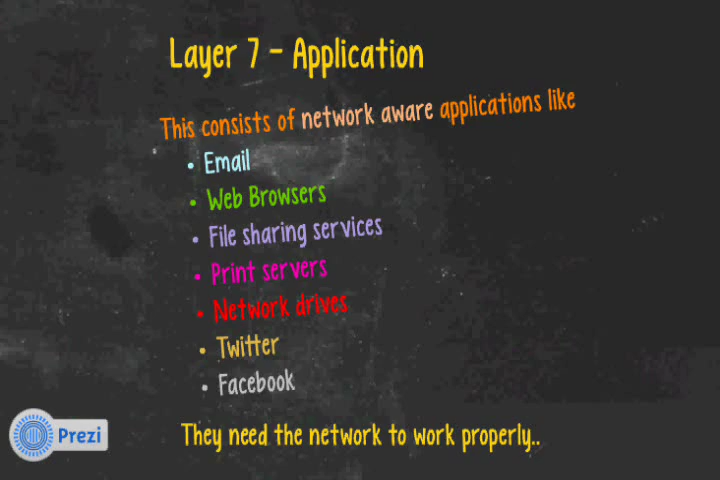 Layer 7 - Application
This consists of network aware applications like
• Email
• Web Browsers
• File sharing services
• Print servers
• Network drives
• Twitter
• Facebook
They need the network to work properly..
Prezi